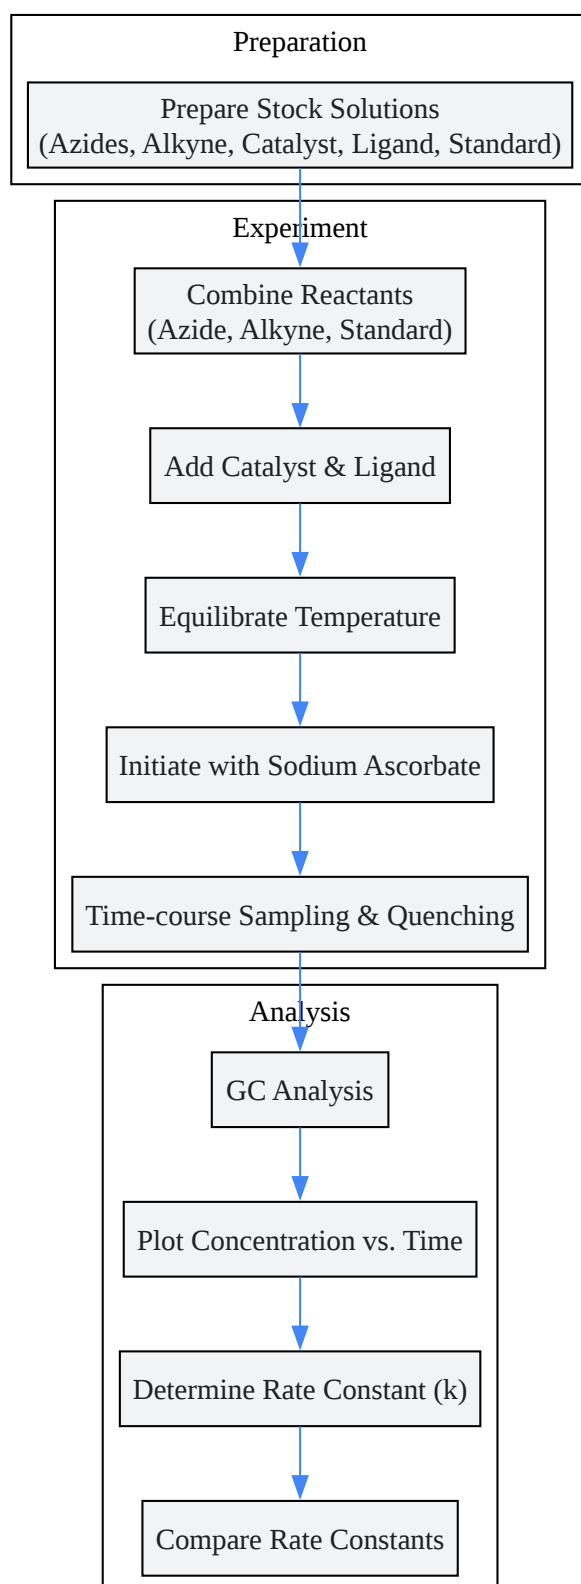 Preparation
Prepare Stock Solutions
(Azides, Alkyne, Catalyst, Ligand, Standard)
Experiment
Combine Reactants
(Azide, Alkyne, Standard)
Add Catalyst & Ligand
Equilibrate Temperature
Initiate with Sodium Ascorbate
Time-course Sampling & Quenching
Analysis
GC Analysis
Plot Concentration vs. Time
Determine Rate Constant (k)
Compare Rate Constants